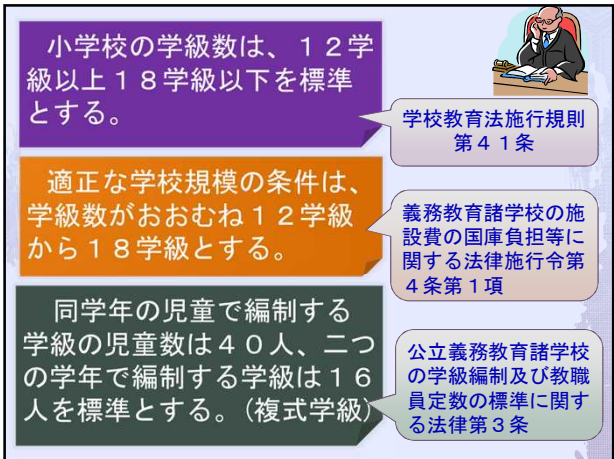 小学校の学級数は、１２学
級以上１８学級以下を標準
とする。
学校教育法施行規則
第４１条
適正な学校規模の条件は、
学級数がおおむね１２学級
から１８学級とする。
義務教育諸学校の施
設費の国庫負担等に
関する法律施行令第
４条第１項
同学年の児童で編制する
学級の児童数は４０人、二つ
の学年で編制する学級は１６
人を標準とする。（複式学級）
公立義務教育諸学校
の学級編制及び教職
員定数の標準に関す
る法律第３条